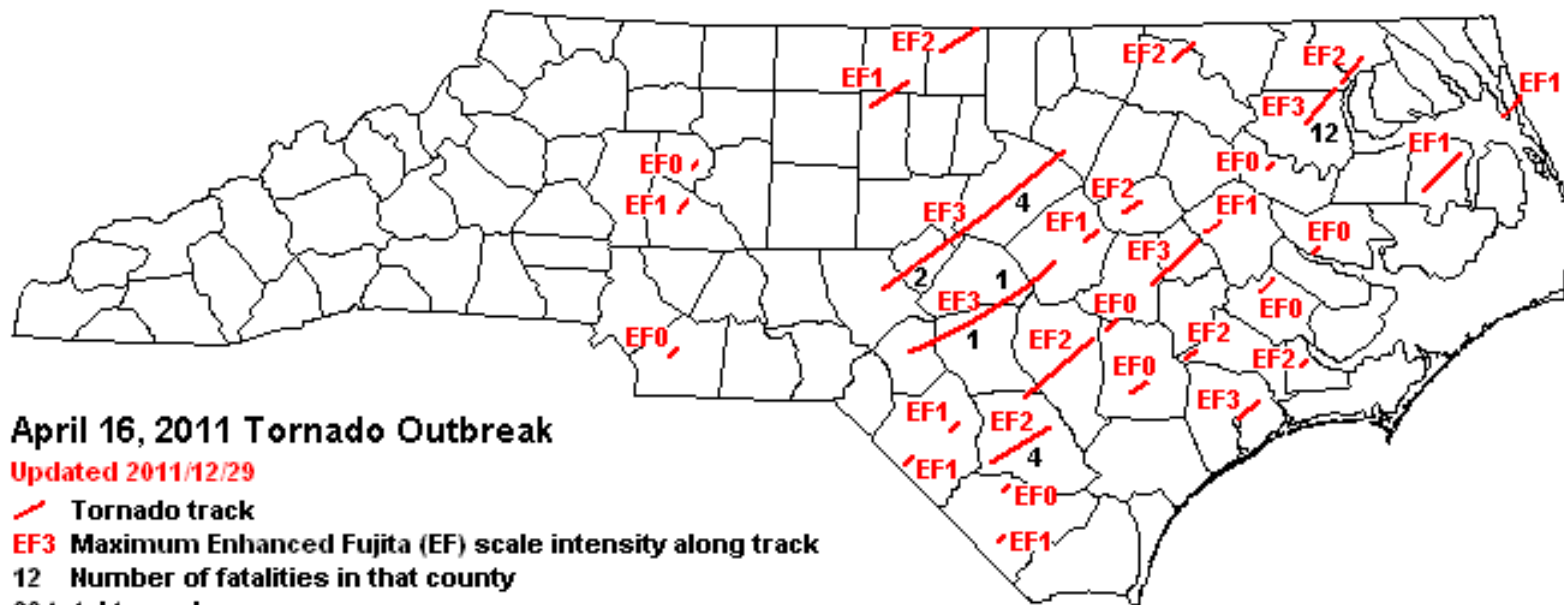 EF2
EF1
EF2
EF2
EF1
EF3
12
EF1
EF0
EF0
EF1
EF2
EF3
4
EF1
EF1
EF0
EF3
2
1
EF3
EF0
EF0
EF0
1
EF2
EF2
EF2
EF0
EF3
EF1
EF2
4
EF1
EF0
EF1
April 16, 2011 Tornado Outbreak
Updated 2011/12/29
Tornado track
EF3 Maximum Enhanced Fujita (EF) scale intensity along track
12 Number of fatalities in that county